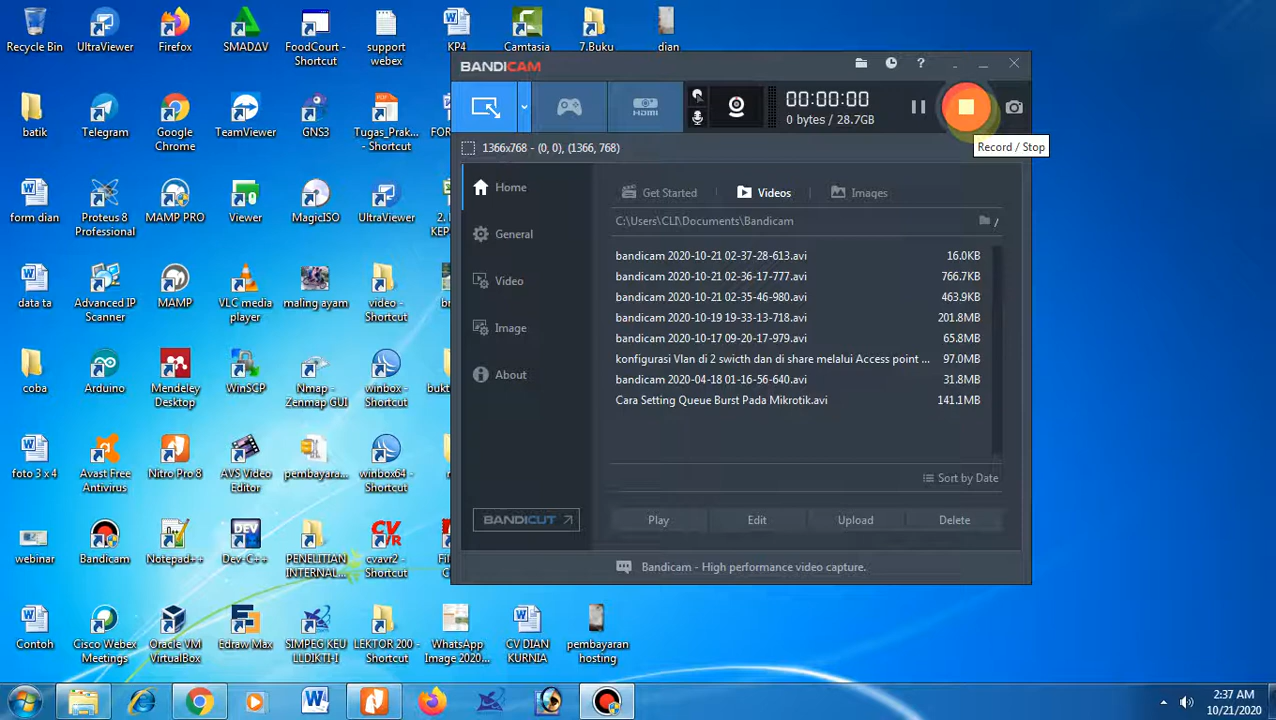 Recycle Bin
UltraViewer
Firefox
SMADΔV
FoodCourt - Shortcut
support webex
KP4
Camtasia
7.Buku
dian
batik
Telegram
Google Chrome
TeamViewer
GNS3
Tugas_Prak... - Shortcut
form dian
Proteus 8 Professional
MAMP PRO
Viewer
MagicISO
UltraViewer
data ta
Advanced IP Scanner
MAMP
VLC media player
maling ayam
video - Shortcut
coba
Arduino
Mendeley Desktop
WinSCP
Nmap - Zenmap GUI
winbox - Shortcut
foto 3 x 4
Avast Free Antivirus
Nitro Pro 8
AVS Video Editor
pembayara...
winbox64 - Shortcut
webinar
Bandicam
Notepad++
Dev-C++
PENELITIAN INTERNAL...
cvavr2 - Shortcut
Contoh
Cisco Webex Meetings
Oracle VM VirtualBox
Edraw Max
SIMPEG KEU LLDIKTI-I
LEKTOR 200 - Shortcut
WhatsApp Image 2020...
CV DIAN KURNIA
pembayaran hosting
BANDICAM
HDMI
00:00:00
0 bytes / 28.7GB
Record / Stop
1366x768 - (0, 0), (1366, 768)
Home
General
Video
Image
About
BANDICUT
Get Started
Videos
Images
C:\Users\CLI\Documents\Bandicam
/
bandicam 2020-10-21 02-37-28-613.avi 16.0KB
bandicam 2020-10-21 02-36-17-777.avi 766.7KB
bandicam 2020-10-21 02-35-46-980.avi 463.9KB
bandicam 2020-10-19 19-33-13-718.avi 201.8MB
bandicam 2020-10-17 09-20-17-979.avi 65.8MB
konfigurasi Vlan di 2 swicth dan di share melalui Access point ... 97.0MB
bandicam 2020-04-18 01-16-56-640.avi 31.8MB
Cara Setting Queue Burst Pada Mikrotik.avi 141.1MB
Sort by Date
Play
Edit
Upload
Delete
Bandicam - High performance video capture.
2:37 AM
10/21/2020